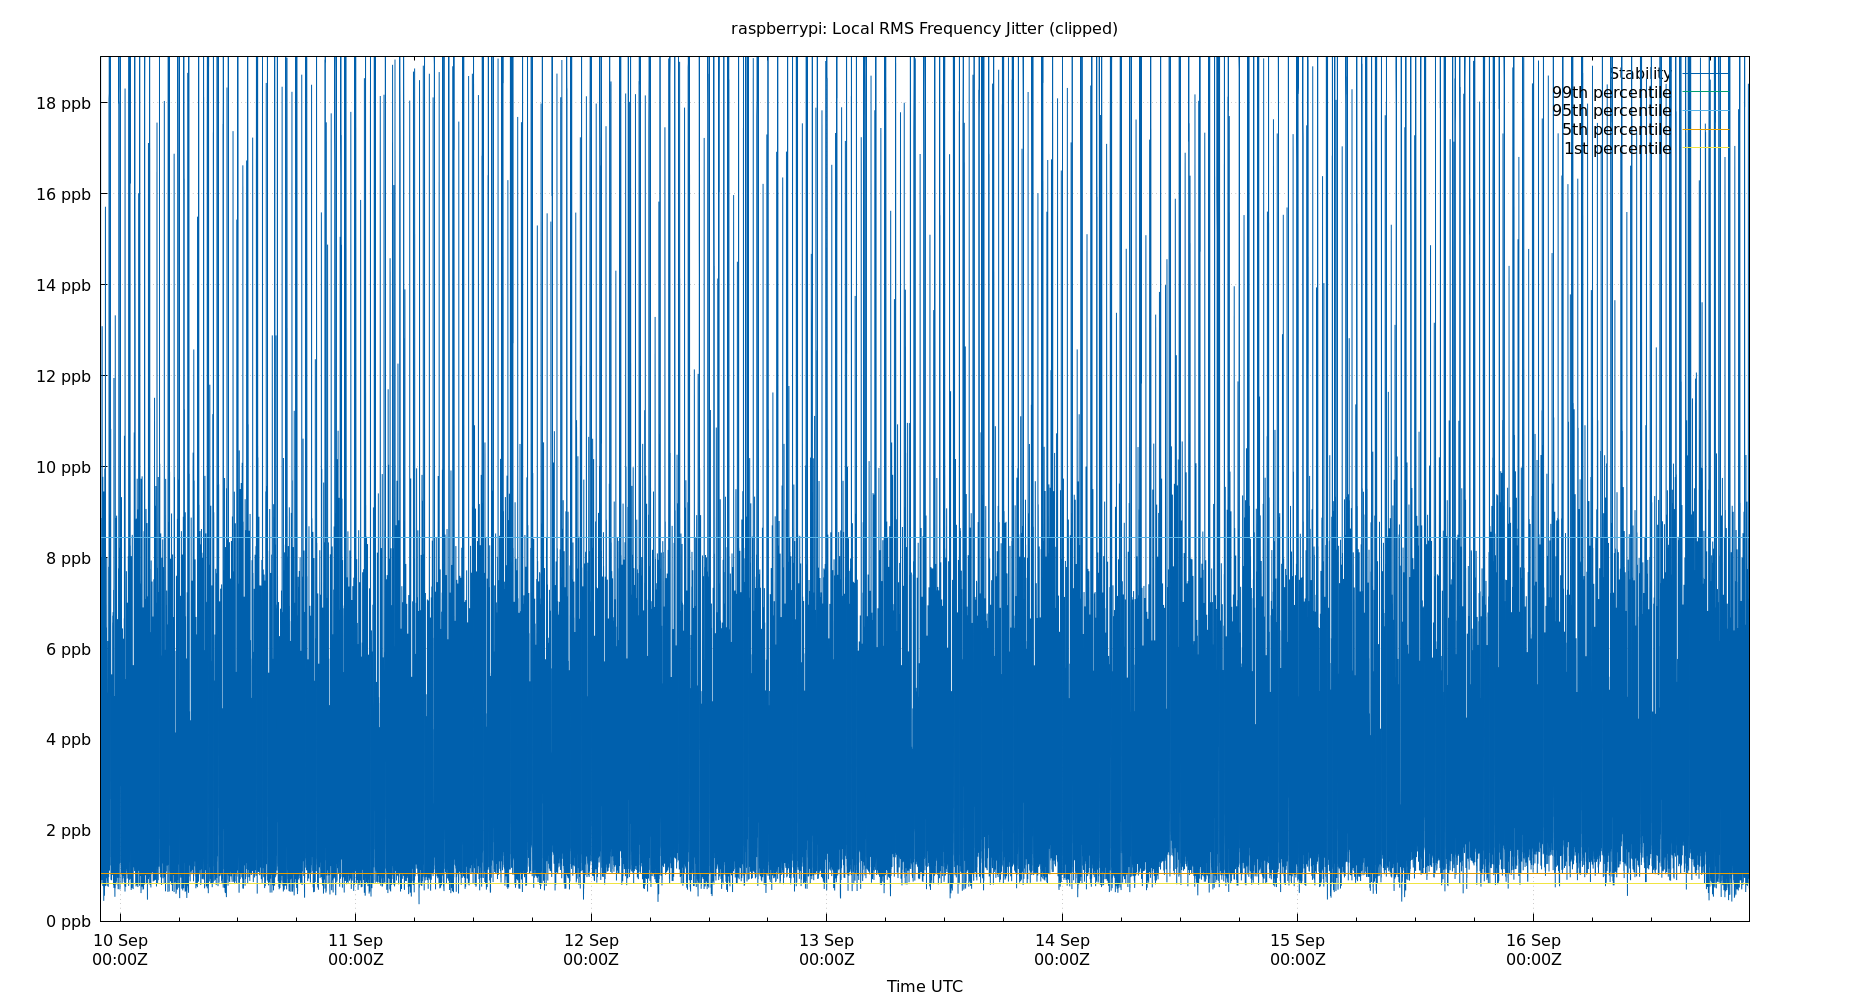 raspberrypi: Local RMS Frequency Jitter (clipped)
Stability
99th percentile
95th percentile
5th percentile
1st percentile
18 ppb
16 ppb
14 ppb
12 ppb
10 ppb
8 ppb
6 ppb
4 ppb
2 ppb
0 ppb
10 Sep
00:00Z
11 Sep
00:00Z
12 Sep
00:00Z
13 Sep
00:00Z
14 Sep
00:00Z
15 Sep
00:00Z
16 Sep
00:00Z
Time UTC